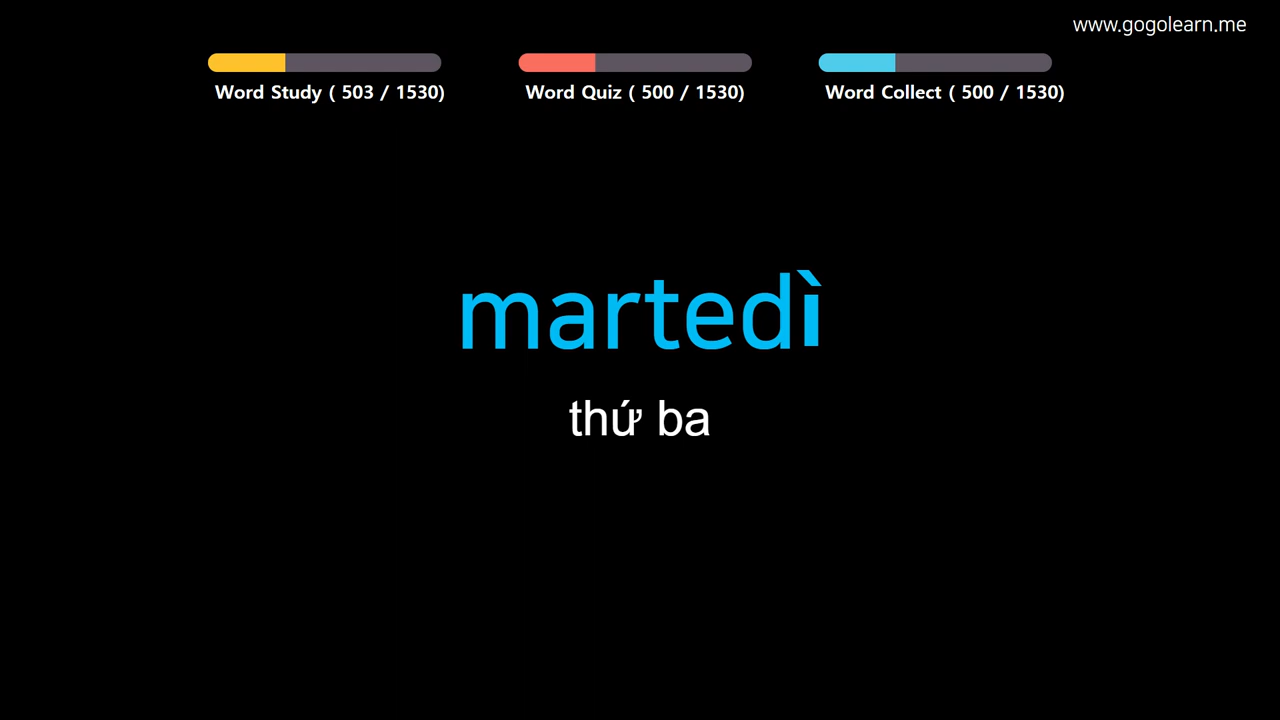 www.gogolearn.me
Word Study ( 503 / 1530)
Word Quiz ( 500 / 1530)
Word Collect ( 500 / 1530)
martedì
thứ ba